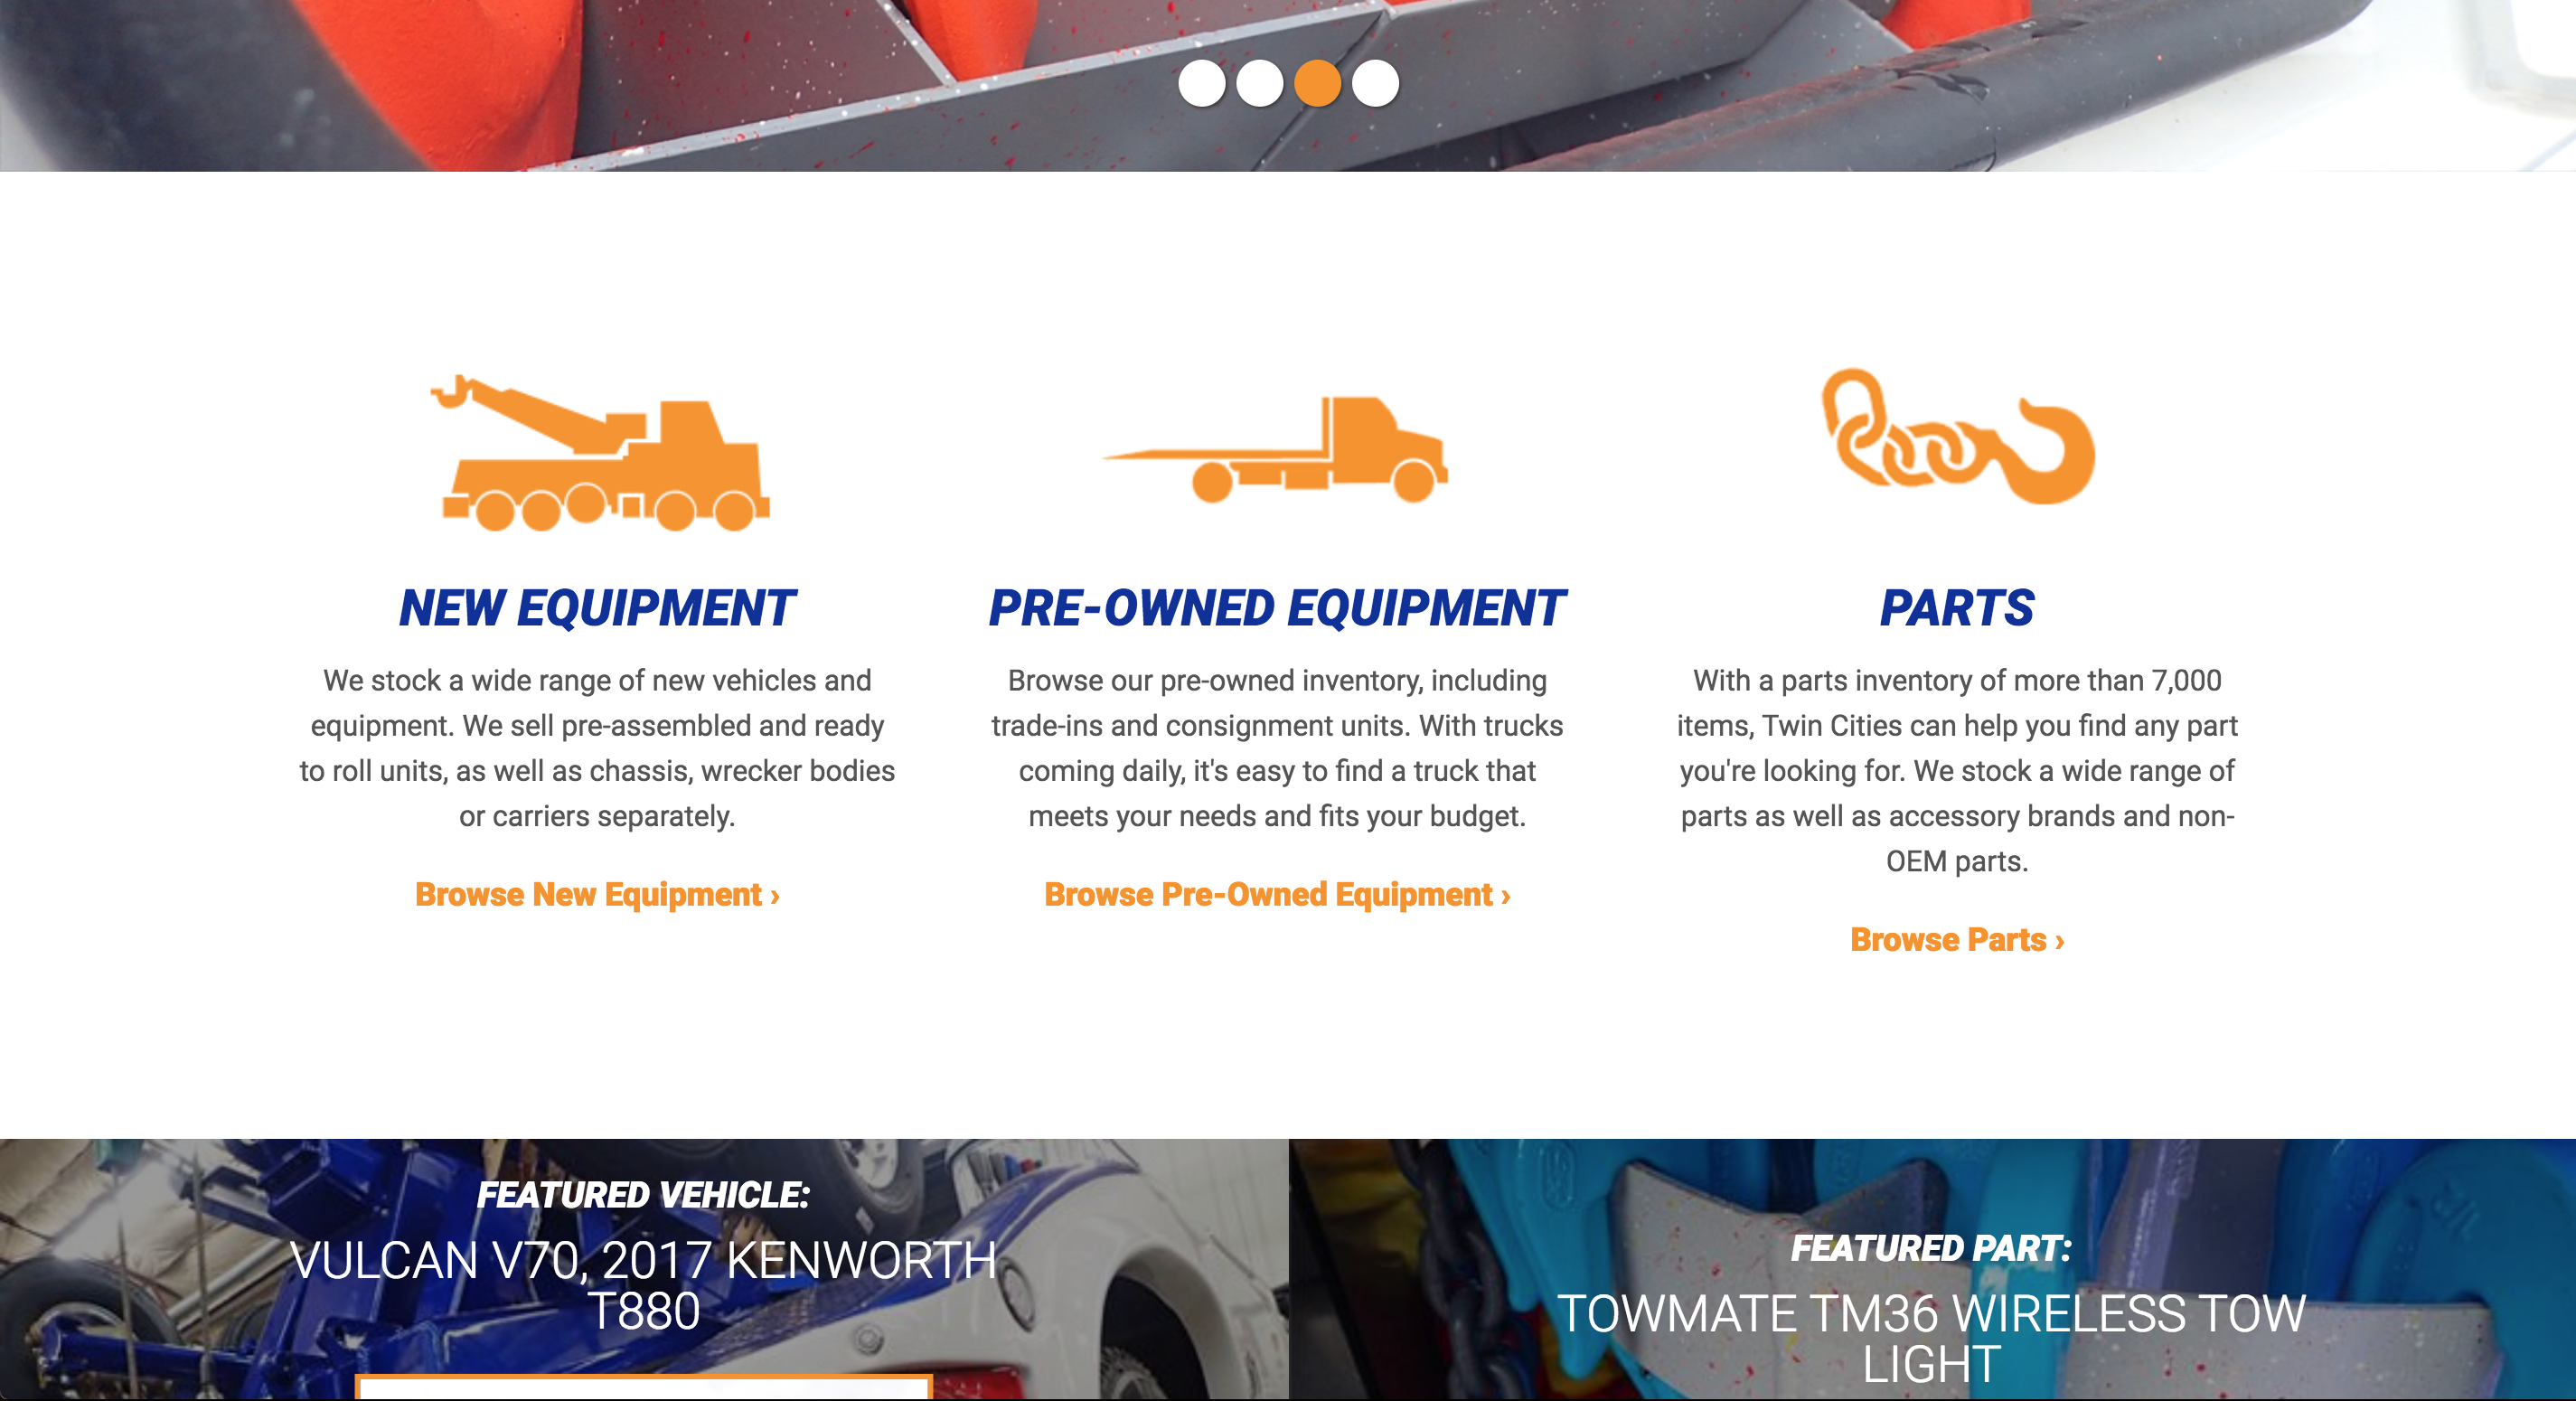 NEW EQUIPMENT
We stock a wide range of new vehicles and
equipment. We sell pre-assembled and ready
to roll units, as well as chassis, wrecker bodies
or carriers separately.
Browse New Equipment ›
PRE-OWNED EQUIPMENT
Browse our pre-owned inventory, including
trade-ins and consignment units. With trucks
coming daily, it's easy to find a truck that
meets your needs and fits your budget.
Browse Pre-Owned Equipment ›
PARTS
With a parts inventory of more than 7,000
items, Twin Cities can help you find any part
you're looking for. We stock a wide range of
parts as well as accessory brands and non-
OEM parts.
Browse Parts ›
FEATURED VEHICLE:
VULCAN V70, 2017 KENWORTH
T880
FEATURED PART:
TOWMATE TM36 WIRELESS TOW
LIGHT